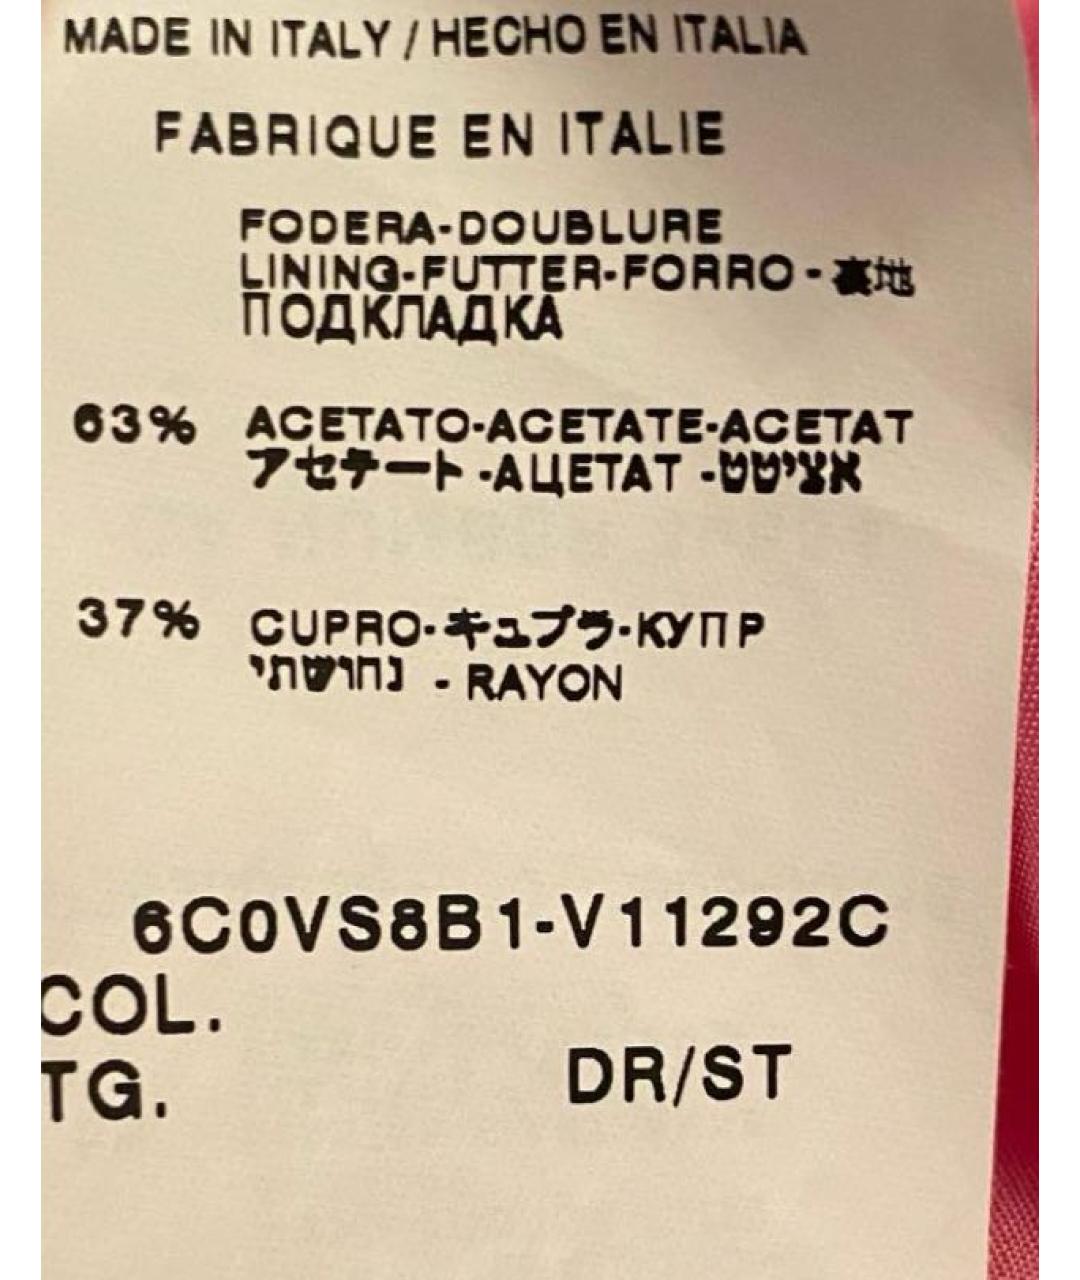 MADE IN ITALY / HECHO EN ITALIA
FABRIQUE EN ITALIE
FODERA-DOUBLURE
LINING-FUTTER-FORRO-裏地
ПОДКЛАДКА
63% ACETATO-ACETATE-ACETAT
アセテート-АЦЕТАТ-אציטט
37% CUPRO-キュプラ-КУПР
נחושתי - RAYON
6C0VS8B1-V11292C
COL.
TG. DR/ST